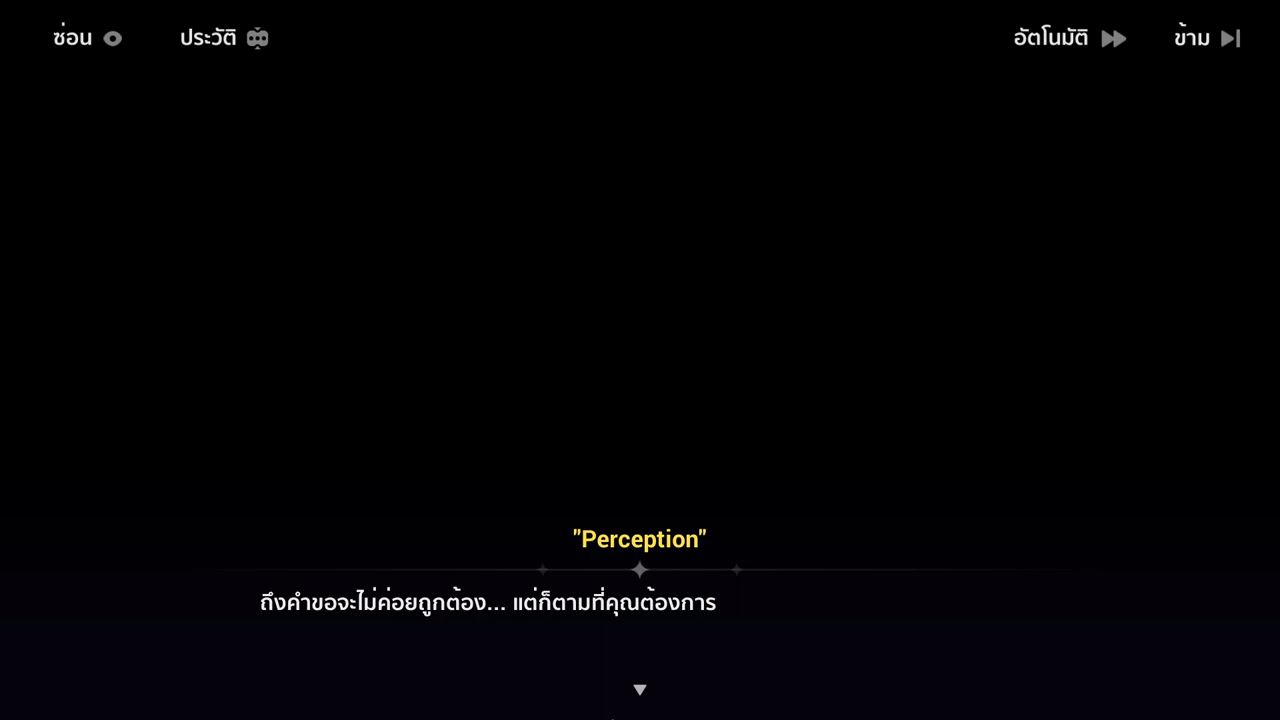 ซ่อน
ประวัติ
อัตโนมัติ
ข้าม
"Perception"
ถึงคำขอจะไม่ค่อยถูกต้อง... แต่ก็ตามที่คุณต้องการ